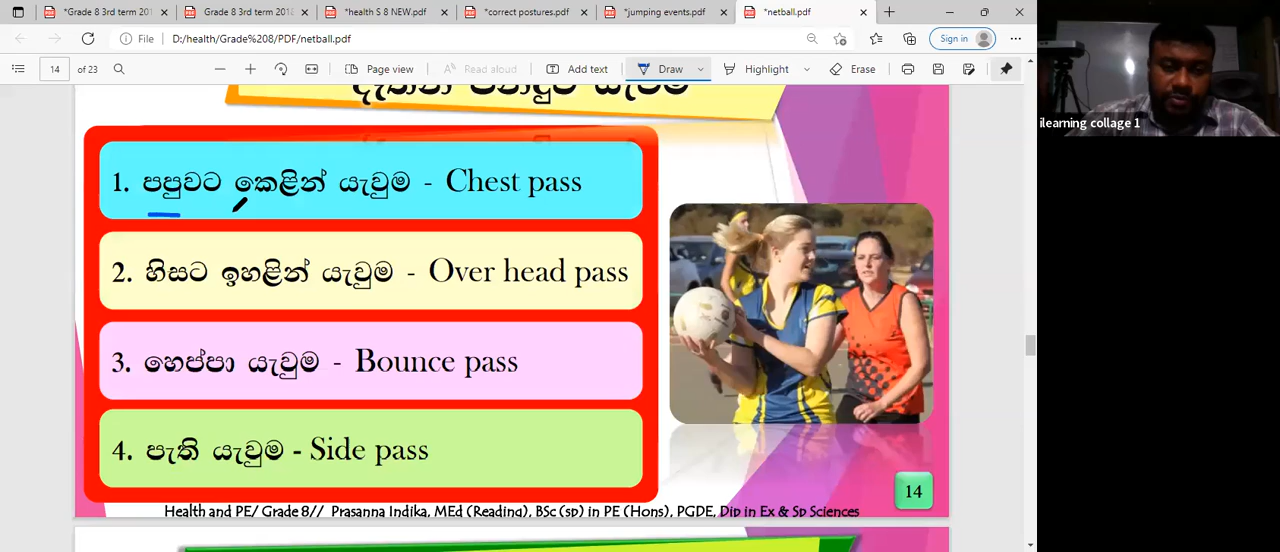 *Grade 8 3rd term 201
Grade 8 3rd term 2018
*health S 8 NEW.pdf
*correct postures.pdf
*jumping events.pdf
*netball.pdf
File D:/health/Grade%208/PDF/netball.pdf
Sign in
14 of 23
Page view
Read aloud
Add text
Draw
Highlight
Erase
දෑතින් පන්දුව යැවීම
1. පපුවට කෙළින් යැවුම - Chest pass
2. හිසට ඉහළින් යැවුම - Over head pass
3. හෙප්පා යැවුම - Bounce pass
4. පැති යැවුම - Side pass
14
Health and PE/ Grade 8// Prasanna Indika, MEd (Reading), BSc (sp) in PE (Hons), PGDE, Dip in Ex & Sp Sciences
ilearning collage 1